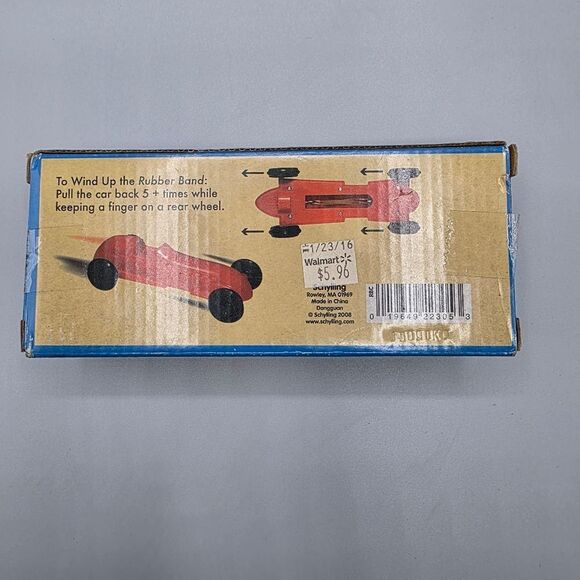 To Wind Up the Rubber Band:
Pull the car back 5 + times while
keeping a finger on a rear wheel.
1/23/16
Walmart
$5.96
Schylling
Rowley, MA 01969
Made in China
Dongguan
© Schylling 2008
www.schylling.com
RBC
0 19649 22305 3